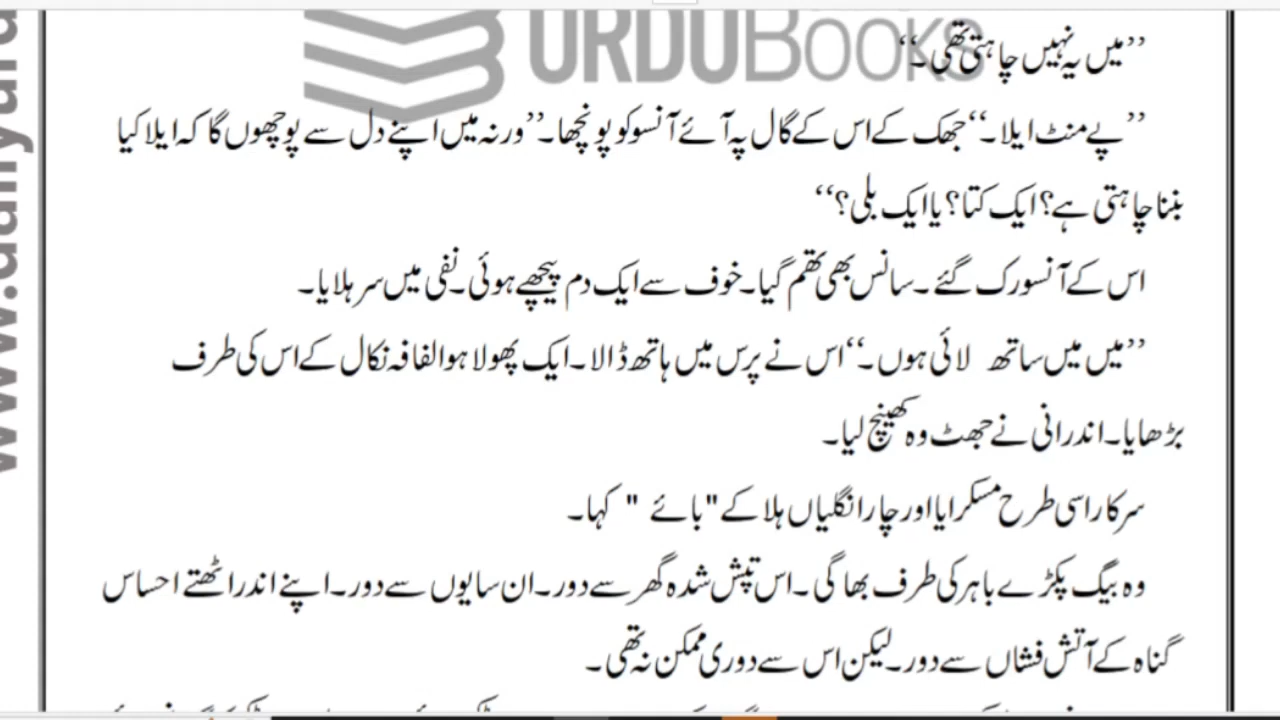 URDUBOOKS
’’میں یہ نہیں چاہتی تھی۔‘‘
’’پے منٹ ایلا۔‘‘جھک کے اس کے گال پہ آئے آنسو کو پونچھا۔’’ورنہ میں اپنے دل سے پوچھوں گا کہ ایلا کیا
بننا چاہتی ہے؟ ایک کتا؟ یا ایک بلی؟‘‘
اس کے آنسو رک گئے۔سانس بھی تھم گیا۔خوف سے ایک دم پیچھے ہوئی۔نفی میں سر ہلایا۔
’’میں میں ساتھ لائی ہوں۔‘‘اس نے پرس میں ہاتھ ڈالا۔ایک پھولا ہوا لفافہ نکال کے اس کی طرف
بڑھایا۔اندرانی نے جھٹ وہ کھینچ لیا۔
سرکار اسی طرح مسکرایا اور چار انگلیاں ہلا کے "بائے " کہا۔
وہ بیگ پکڑے باہر کی طرف بھاگی۔اس تپش شدہ گھر سے دور۔ان سایوں سے دور۔اپنے اندر اٹھتے احساس
گناہ کے آتش فشاں سے دور۔لیکن اس سے دوری ممکن نہ تھی۔